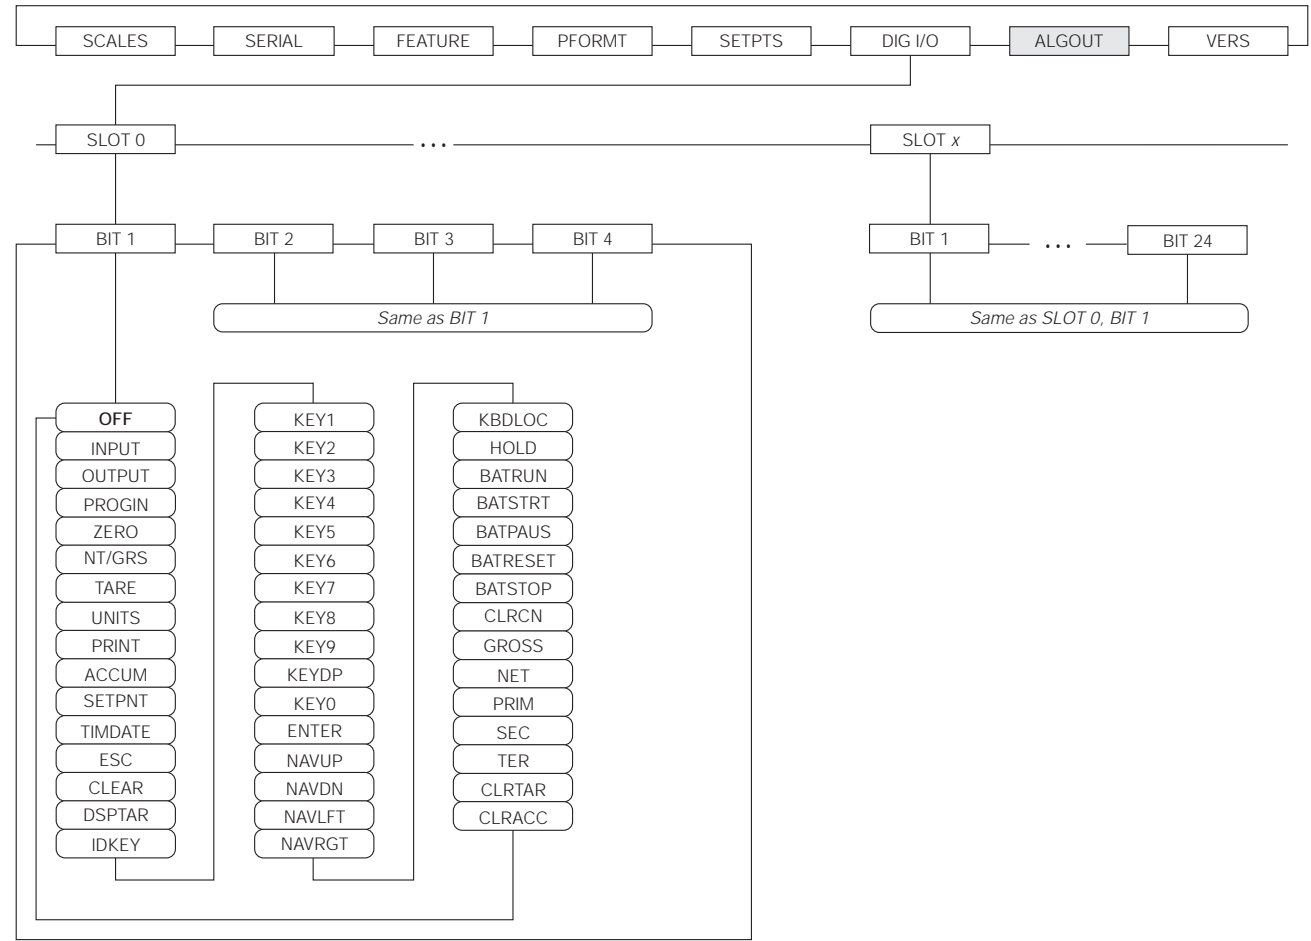 SCALES SERIAL FEATURE PFORMT SETPTS DIG I/O ALGOUT VERS
SLOT 0 ... SLOT x
BIT 1 BIT 2 BIT 3 BIT 4 BIT 1 ... BIT 24
Same as BIT 1 Same as SLOT 0, BIT 1
OFF KEY1 KBDLOC
INPUT KEY2 HOLD
OUTPUT KEY3 BATRUN
PROGIN KEY4 BATSTRT
ZERO KEY5 BATPAUS
NT/GRS KEY6 BATRESET
TARE KEY7 BATSTOP
UNITS KEY8 CLRCN
PRINT KEY9 GROSS
ACCUM KEYDP NET
SETPNT KEY0 PRIM
TIMDATE ENTER SEC
ESC NAVUP TER
CLEAR NAVDN CLRTAR
DSPTAR NAVLFT CLRACC
IDKEY NAVRGT